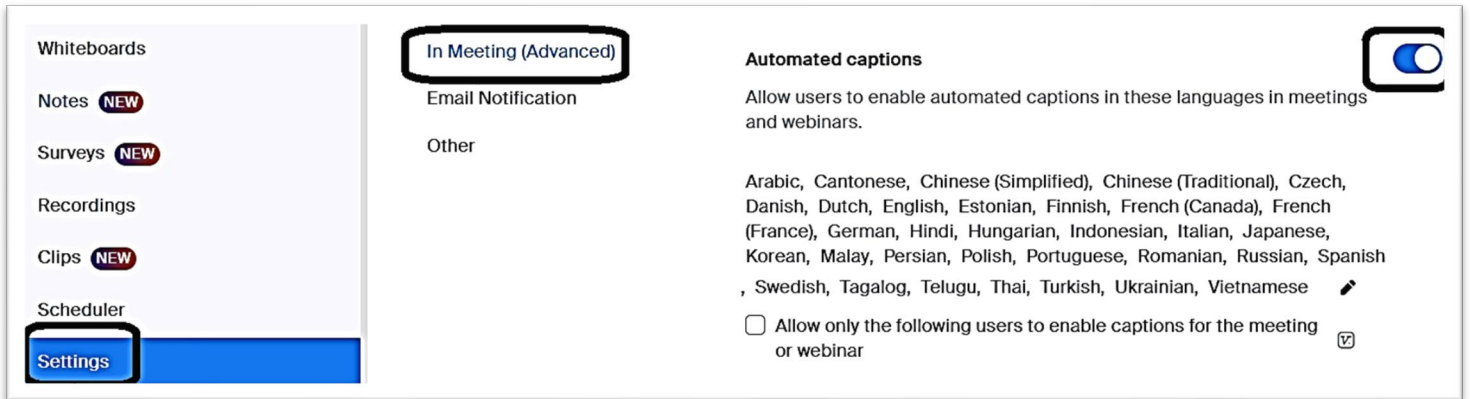 Whiteboards
Notes NEW
Surveys NEW
Recordings
Clips NEW
Scheduler
Settings
In Meeting (Advanced)
Email Notification
Other
Automated captions
Allow users to enable automated captions in these languages in meetings
and webinars.
Arabic, Cantonese, Chinese (Simplified), Chinese (Traditional), Czech,
Danish, Dutch, English, Estonian, Finnish, French (Canada), French
(France), German, Hindi, Hungarian, Indonesian, Italian, Japanese,
Korean, Malay, Persian, Polish, Portuguese, Romanian, Russian, Spanish
, Swedish, Tagalog, Telugu, Thai, Turkish, Ukrainian, Vietnamese
Allow only the following users to enable captions for the meeting
or webinar